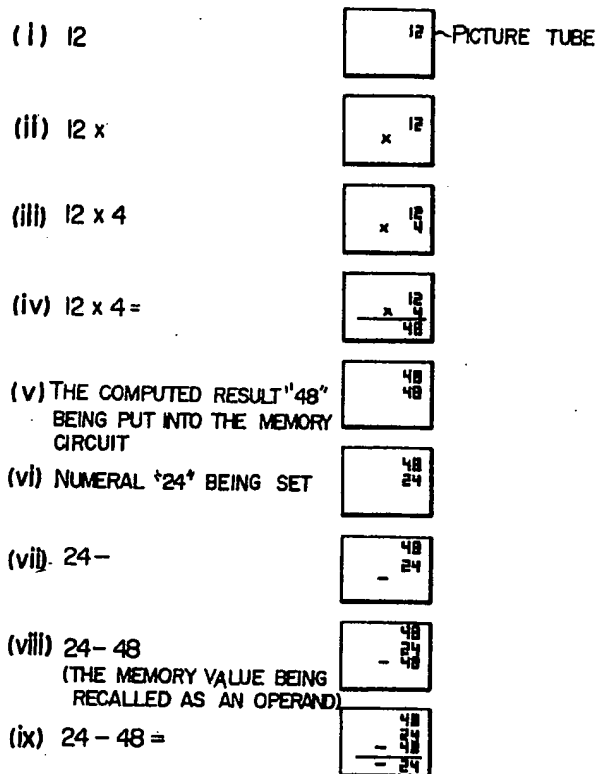 (i) 12
12 PICTURE TUBE
(ii) 12 x
12
x
(iii) 12 x 4
12
x 4
(iv) 12 x 4 =
12
x 4
48
(v) THE COMPUTED RESULT "48"
BEING PUT INTO THE MEMORY
CIRCUIT
48
48
(vi) NUMERAL "24" BEING SET
48
24
(vii) 24 –
48
24
–
(viii) 24 – 48
(THE MEMORY VALUE BEING
RECALLED AS AN OPERAND)
48
24
– 48
(ix) 24 – 48 =
48
24
– 48
– 24